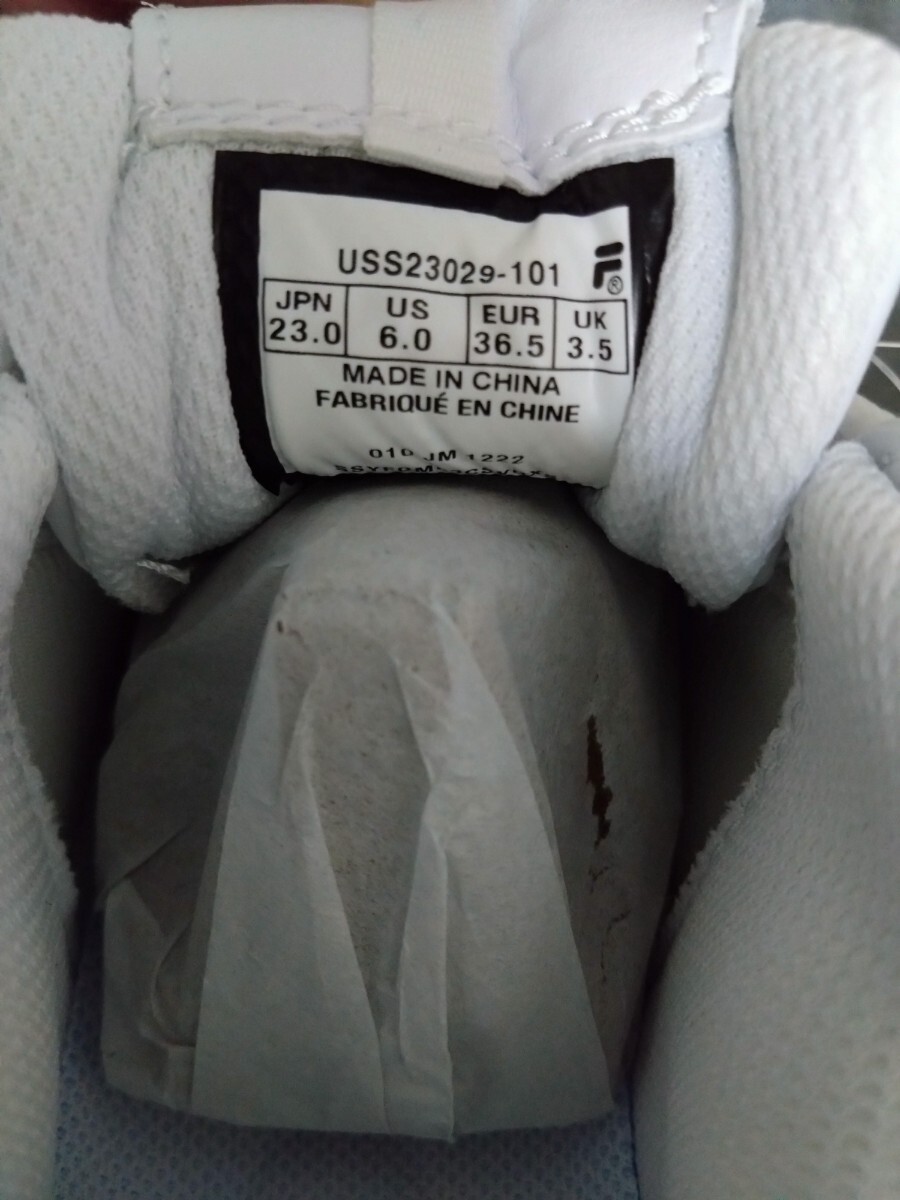 USS23029-101
®
JPN US EUR UK
23.0 6.0 36.5 3.5
MADE IN CHINA
FABRIQUÉ EN CHINE
01D JM 1222